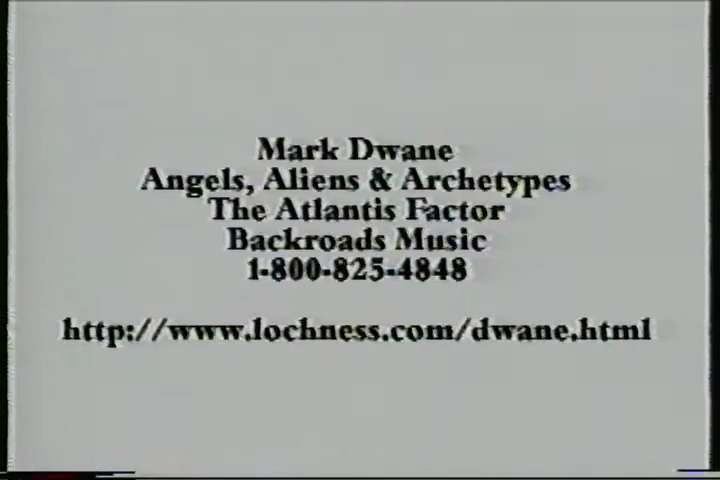 Mark Dwane
Angels, Aliens & Archetypes
The Atlantis Factor
Backroads Music
1-800-825-4848
http://www.lochness.com/dwane.html